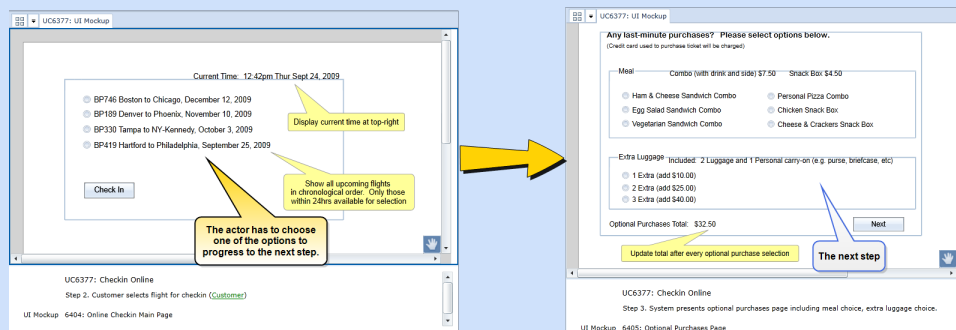 UC6377: UI Mockup
Current Time: 12:42pm Thur Sept 24, 2009
BP746 Boston to Chicago, December 12, 2009
BP189 Denver to Phoenix, November 10, 2009
BP330 Tampa to NY-Kennedy, October 3, 2009
BP419 Hartford to Philadelphia, September 25, 2009
Display current time at top-right
Show all upcoming flights
in chronological order. Only those
within 24hrs available for selection
Check In
The actor has to choose
one of the options to
progress to the next step.
UC6377: Checkin Online
Step 2. Customer selects flight for checkin (Customer)
UI Mockup 6404: Online Checkin Main Page
UC6377: UI Mockup
Any last-minute purchases? Please select options below.
(Credit card used to purchase ticket will be charged)
Meal
Combo (with drink and side) $7.50 Snack Box $4.50
Ham & Cheese Sandwich Combo
Personal Pizza Combo
Egg Salad Sandwich Combo
Chicken Snack Box
Vegetarian Sandwich Combo
Cheese & Crackers Snack Box
Extra Luggage
Included: 2 Luggage and 1 Personal carry-on (e.g. purse, briefcase, etc)
1 Extra (add $10.00)
2 Extra (add $25.00)
3 Extra (add $40.00)
Optional Purchases Total: $32.50
Next
Update total after every optional purchase selection
The next step
UC6377: Checkin Online
Step 3. System presents optional purchases page including meal choice, extra luggage choice.
UI Mockup 6405: Optional Purchases Page